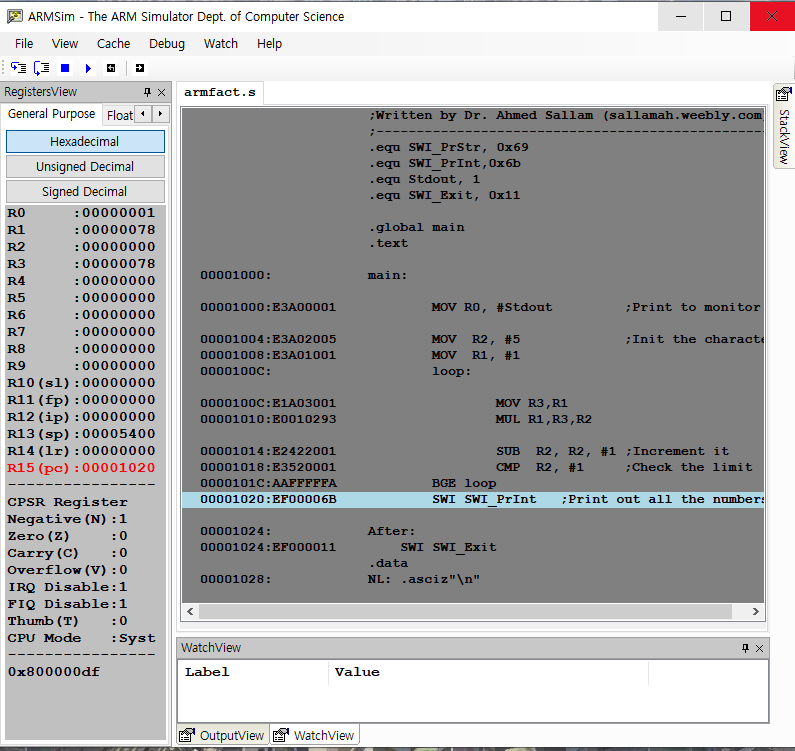 ARMSim - The ARM Simulator Dept. of Computer Science
File View Cache Debug Watch Help
RegistersView
General Purpose Float
Hexadecimal
Unsigned Decimal
Signed Decimal
R0 :00000001
R1 :00000078
R2 :00000000
R3 :00000078
R4 :00000000
R5 :00000000
R6 :00000000
R7 :00000000
R8 :00000000
R9 :00000000
R10(sl):00000000
R11(fp):00000000
R12(ip):00000000
R13(sp):00005400
R14(lr):00000000
R15(pc):00001020
----------------
CPSR Register
Negative(N):1
Zero(Z) :0
Carry(C) :0
Overflow(V):0
IRQ Disable:1
FIQ Disable:1
Thumb(T) :0
CPU Mode :Syst
----------------
0x800000df
armfact.s
;Written by Dr. Ahmed Sallam (sallamah.weebly.com
;------------------------------------------------
.equ SWI_PrStr, 0x69
.equ SWI_PrInt,0x6b
.equ Stdout, 1
.equ SWI_Exit, 0x11
.global main
.text
00001000: main:
00001000:E3A00001 MOV R0, #Stdout ;Print to monitor
00001004:E3A02005 MOV R2, #5 ;Init the characte
00001008:E3A01001 MOV R1, #1
0000100C: loop:
0000100C:E1A03001 MOV R3,R1
00001010:E0010293 MUL R1,R3,R2
00001014:E2422001 SUB R2, R2, #1 ;Increment it
00001018:E3520001 CMP R2, #1 ;Check the limit
0000101C:AAFFFFFA BGE loop
00001020:EF00006B SWI SWI_PrInt ;Print out all the numbers
00001024: After:
00001024:EF000011 SWI SWI_Exit
.data
00001028: NL: .asciz"\n"
StackView
WatchView
Label Value
OutputView WatchView